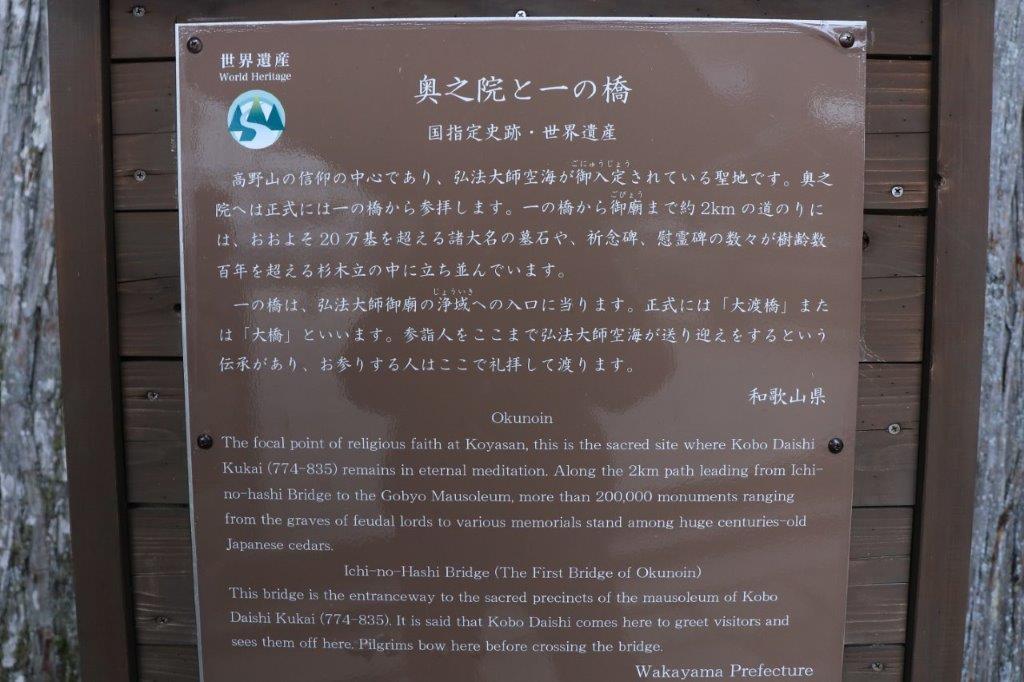 世界遺産
World Heritage
奥之院と一の橋
国指定史跡・世界遺産
ごにゅうじょう
高野山の信仰の中心であり、弘法大師空海が御入定されている聖地です。奥之
ごびょう
院へは正式には一の橋から参拝します。一の橋から御廟まで約2kmの道のりに
は、おおよそ20万基を超える諸大名の墓石や、祈念碑、慰霊碑の数々が樹齢数
百年を超える杉木立の中に立ち並んでいます。
じょういき
一の橋は、弘法大師御廟の浄域への入口に当ります。正式には「大渡橋」また
は「大橋」といいます。参詣人をここまで弘法大師空海が送り迎えをするという
伝承があり、お参りする人はここで礼拝して渡ります。
和歌山県
Okunoin
The focal point of religious faith at Koyasan, this is the sacred site where Kobo Daishi
Kukai (774-835) remains in eternal meditation. Along the 2km path leading from Ichi-
no-hashi Bridge to the Gobyo Mausoleum, more than 200,000 monuments ranging
from the graves of feudal lords to various memorials stand among huge centuries-old
Japanese cedars.
Ichi-no-Hashi Bridge (The First Bridge of Okunoin)
This bridge is the entranceway to the sacred precincts of the mausoleum of Kobo
Daishi Kukai (774-835). It is said that Kobo Daishi comes here to greet visitors and
sees them off here. Pilgrims bow here before crossing the bridge.
Wakayama Prefecture